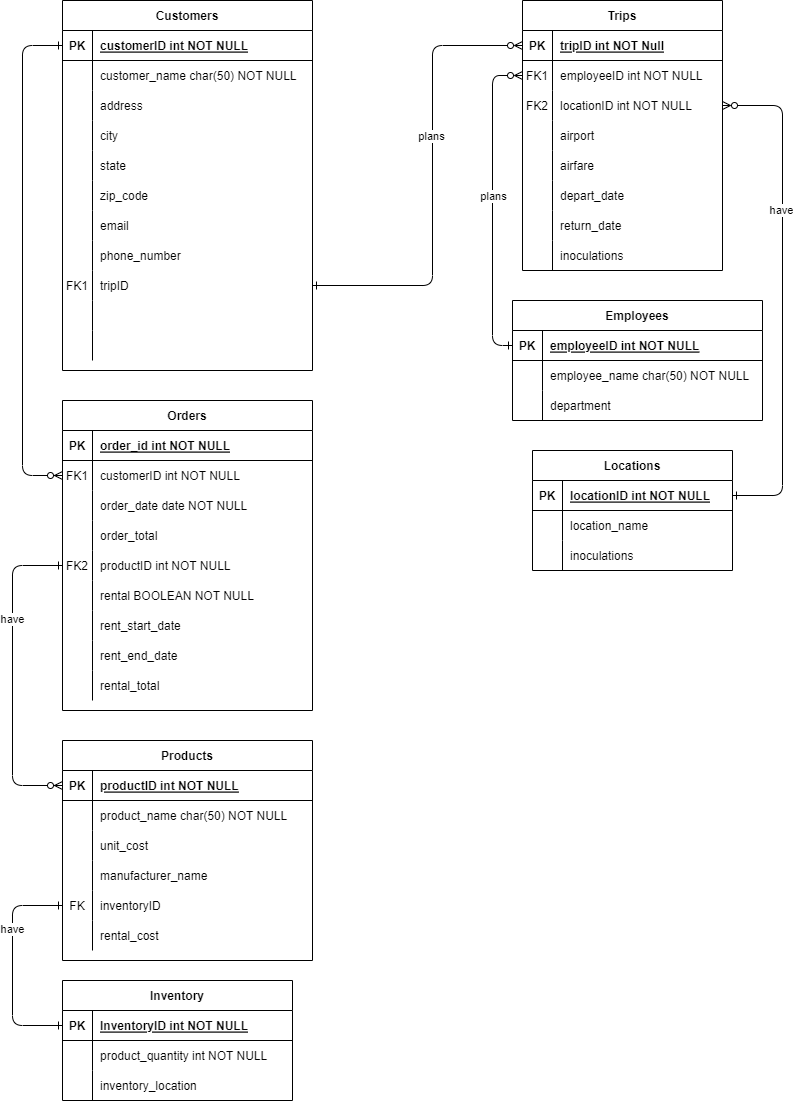 Customers
PK customerID int NOT NULL
customer_name char(50) NOT NULL
address
city
state
zip_code
email
phone_number
FK1 tripID
plans
Trips
PK tripID int NOT Null
FK1 employeeID int NOT NULL
FK2 locationID int NOT NULL
airport
airfare
depart_date
return_date
inoculations
plans
have
Employees
PK employeeID int NOT NULL
employee_name char(50) NOT NULL
department
Orders
PK order_id int NOT NULL
FK1 customerID int NOT NULL
order_date date NOT NULL
order_total
FK2 productID int NOT NULL
rental BOOLEAN NOT NULL
rent_start_date
rent_end_date
rental_total
have
Locations
PK locationID int NOT NULL
location_name
inoculations
Products
PK productID int NOT NULL
product_name char(50) NOT NULL
unit_cost
manufacturer_name
FK inventoryID
rental_cost
have
Inventory
PK InventoryID int NOT NULL
product_quantity int NOT NULL
inventory_location